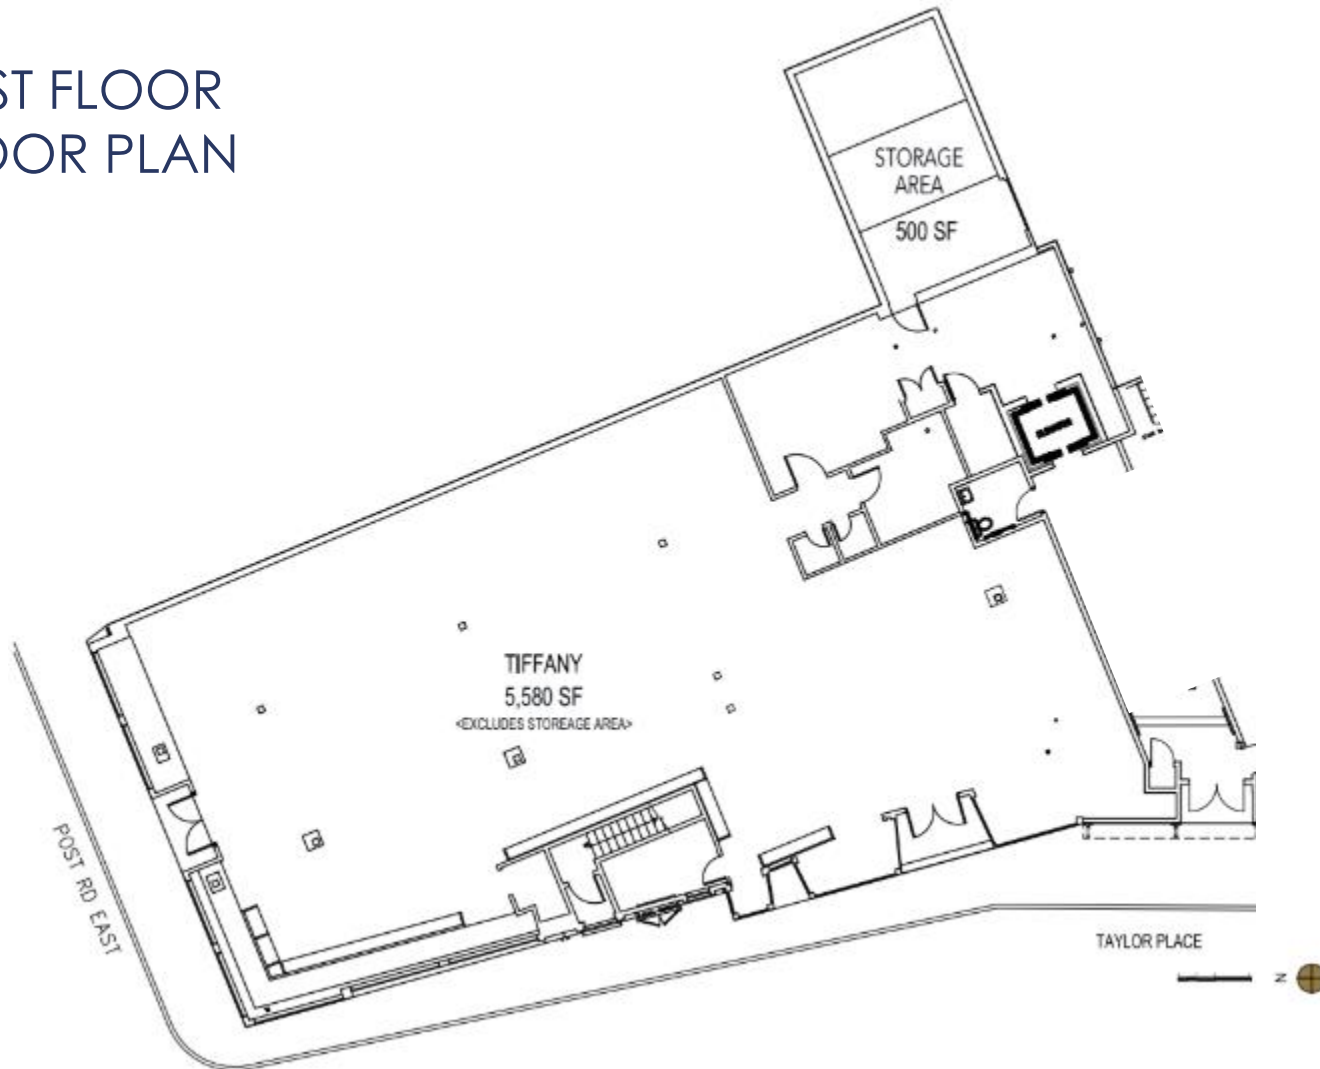 ST FLOOR
OOR PLAN
STORAGE
AREA
500 SF
TIFFANY
5,580 SF
<EXCLUDES STOREAGE AREA>
POST RD EAST
TAYLOR PLACE
N